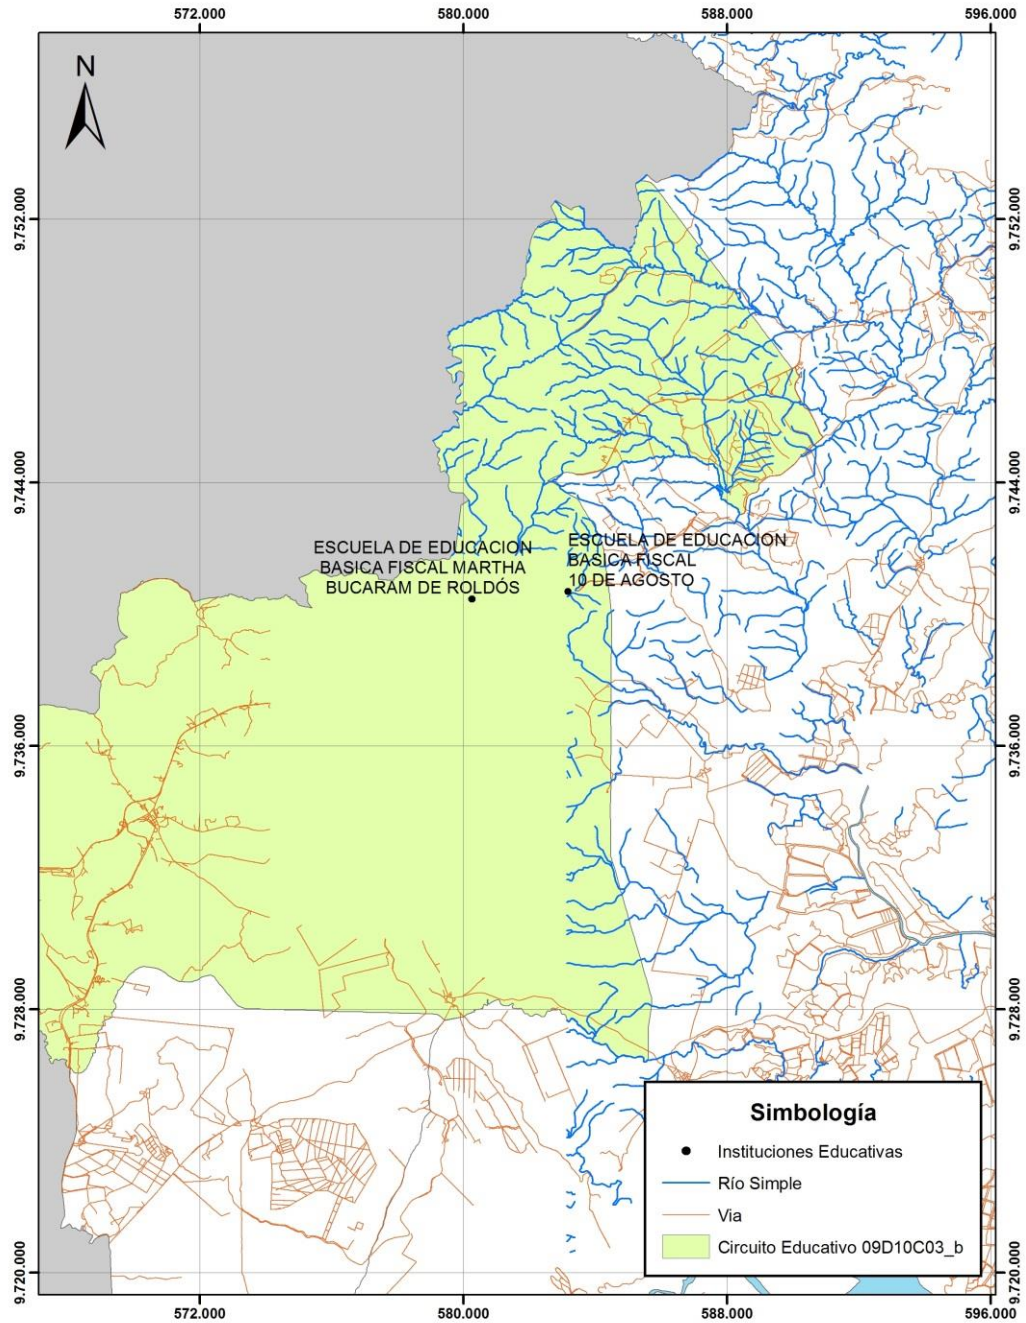 572.000
580.000
588.000
596.000
N
9.752.000
9.752.000
9.744.000
9.744.000
ESCUELA DE EDUCACION
BASICA FISCAL MARTHA
BUCARAM DE ROLDÓS
ESCUELA DE EDUCACION
BASICA FISCAL
10 DE AGOSTO
9.736.000
9.736.000
9.728.000
9.728.000
Simbología
Instituciones Educativas
Río Simple
Via
Circuito Educativo 09D10C03_b
9.720.000
9.720.000
572.000
580.000
588.000
596.000